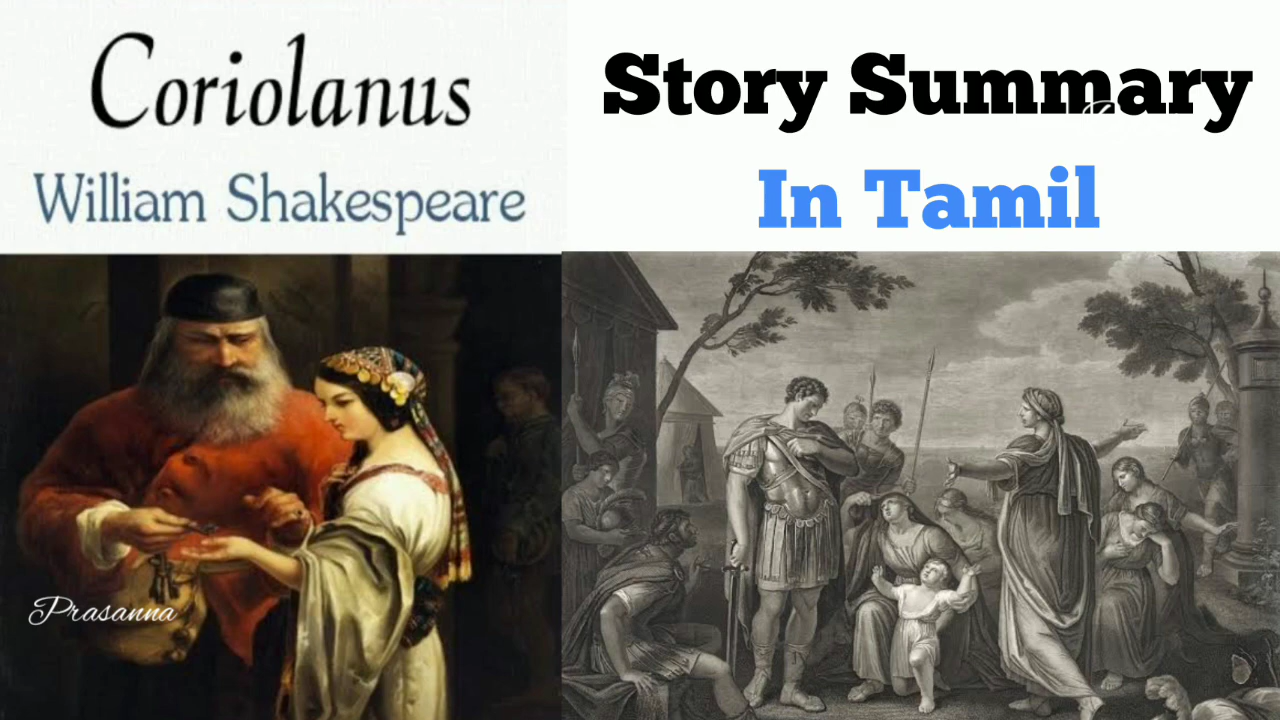 Coriolanus
William Shakespeare
Story Summary
In Tamil
Prasanna